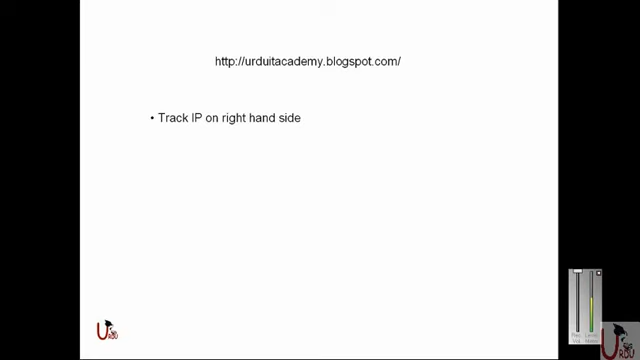 http://urduitacademy.blogspot.com/
• Track IP on right hand side